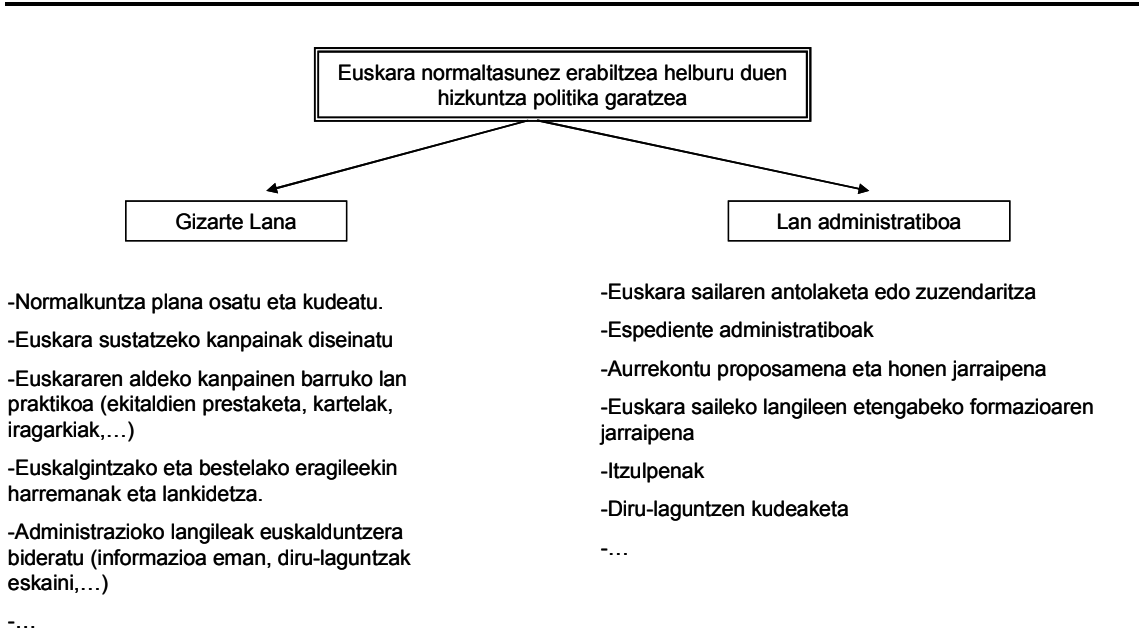 Euskara normaltasunez erabiltzea helburu duen
hizkuntza politika garatzea
Gizarte Lana
-Normalkuntza plana osatu eta kudeatu.
-Euskara sustatzeko kanpainak diseinatu
-Euskararen aldeko kanpainen barruko lan
praktikoa (ekitaldien prestaketa, kartelak,
iragarkiak,…)
-Euskalgintzako eta bestelako eragileekin
harremanak eta lankidetza.
-Administrazioko langileak euskalduntzera
bideratu (informazioa eman, diru-laguntzak
eskaini,…)
-…
Lan administratiboa
-Euskara sailaren antolaketa edo zuzendaritza
-Espediente administratiboak
-Aurrekontu proposamena eta honen jarraipena
-Euskara saileko langileen etengabeko formazioaren
jarraipena
-Itzulpenak
-Diru-laguntzen kudeaketa
-…